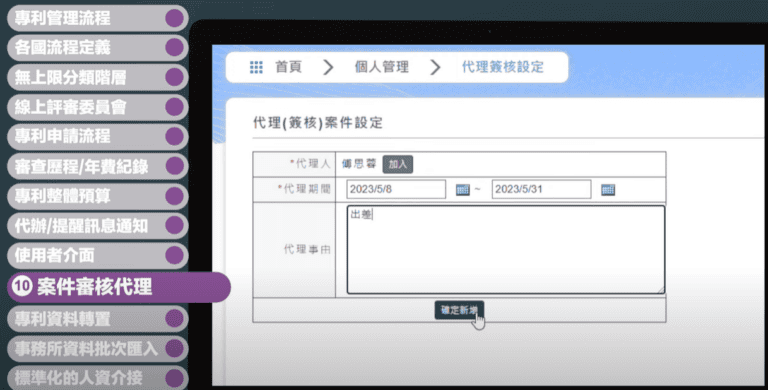 專利管理流程
各國流程定義
無上限分類階層
線上評審委員會
專利申請流程
審查歷程/年費紀錄
專利整體預算
代辦/提醒訊息通知
使用者介面
10 案件審核代理
專利資料轉置
事務所資料批次匯入
標準化的人資介接
首頁 > 個人管理 > 代理簽核設定
代理(簽核)案件設定
*代理人 傅思蓉 加入
*代理期間 2023/5/8 ~ 2023/5/31
代理事由 出差
確定新增